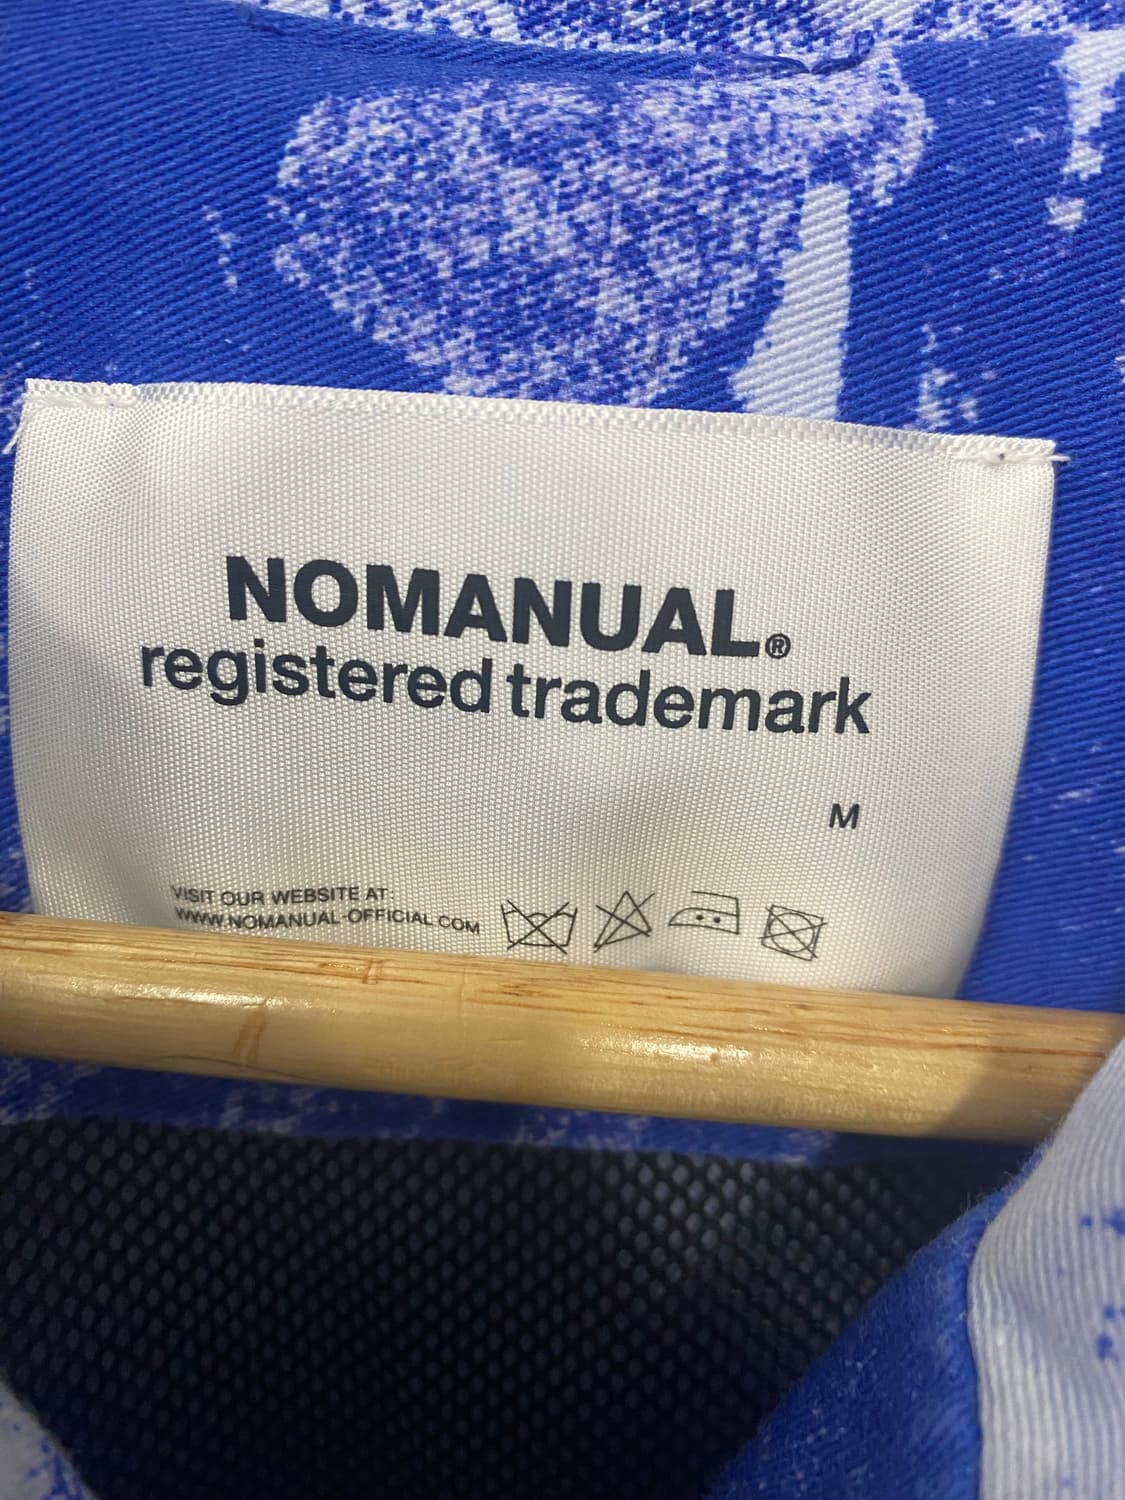 NOMANUAL®
registered trademark
M
VISIT OUR WEBSITE AT:
WWW.NOMANUAL-OFFICIAL.COM